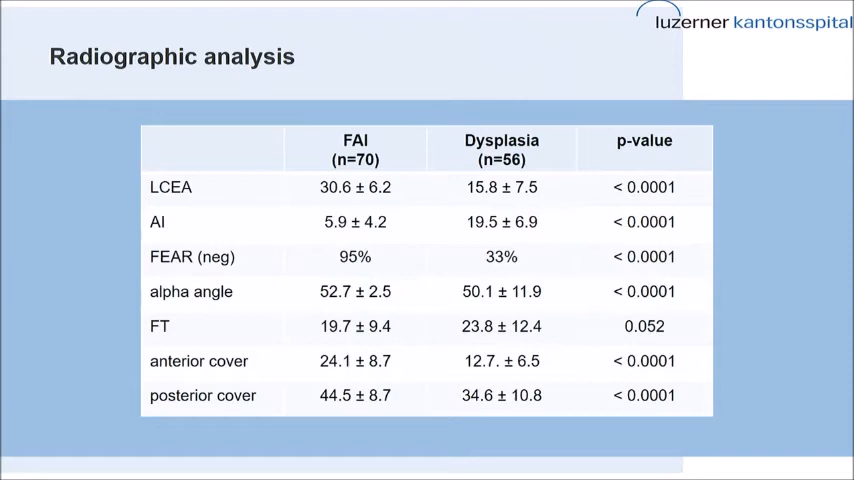 luzerner kantonsspital
Radiographic analysis
FAI (n=70) Dysplasia (n=56) p-value
LCEA 30.6 ± 6.2 15.8 ± 7.5 < 0.0001
AI 5.9 ± 4.2 19.5 ± 6.9 < 0.0001
FEAR (neg) 95% 33% < 0.0001
alpha angle 52.7 ± 2.5 50.1 ± 11.9 < 0.0001
FT 19.7 ± 9.4 23.8 ± 12.4 0.052
anterior cover 24.1 ± 8.7 12.7. ± 6.5 < 0.0001
posterior cover 44.5 ± 8.7 34.6 ± 10.8 < 0.0001